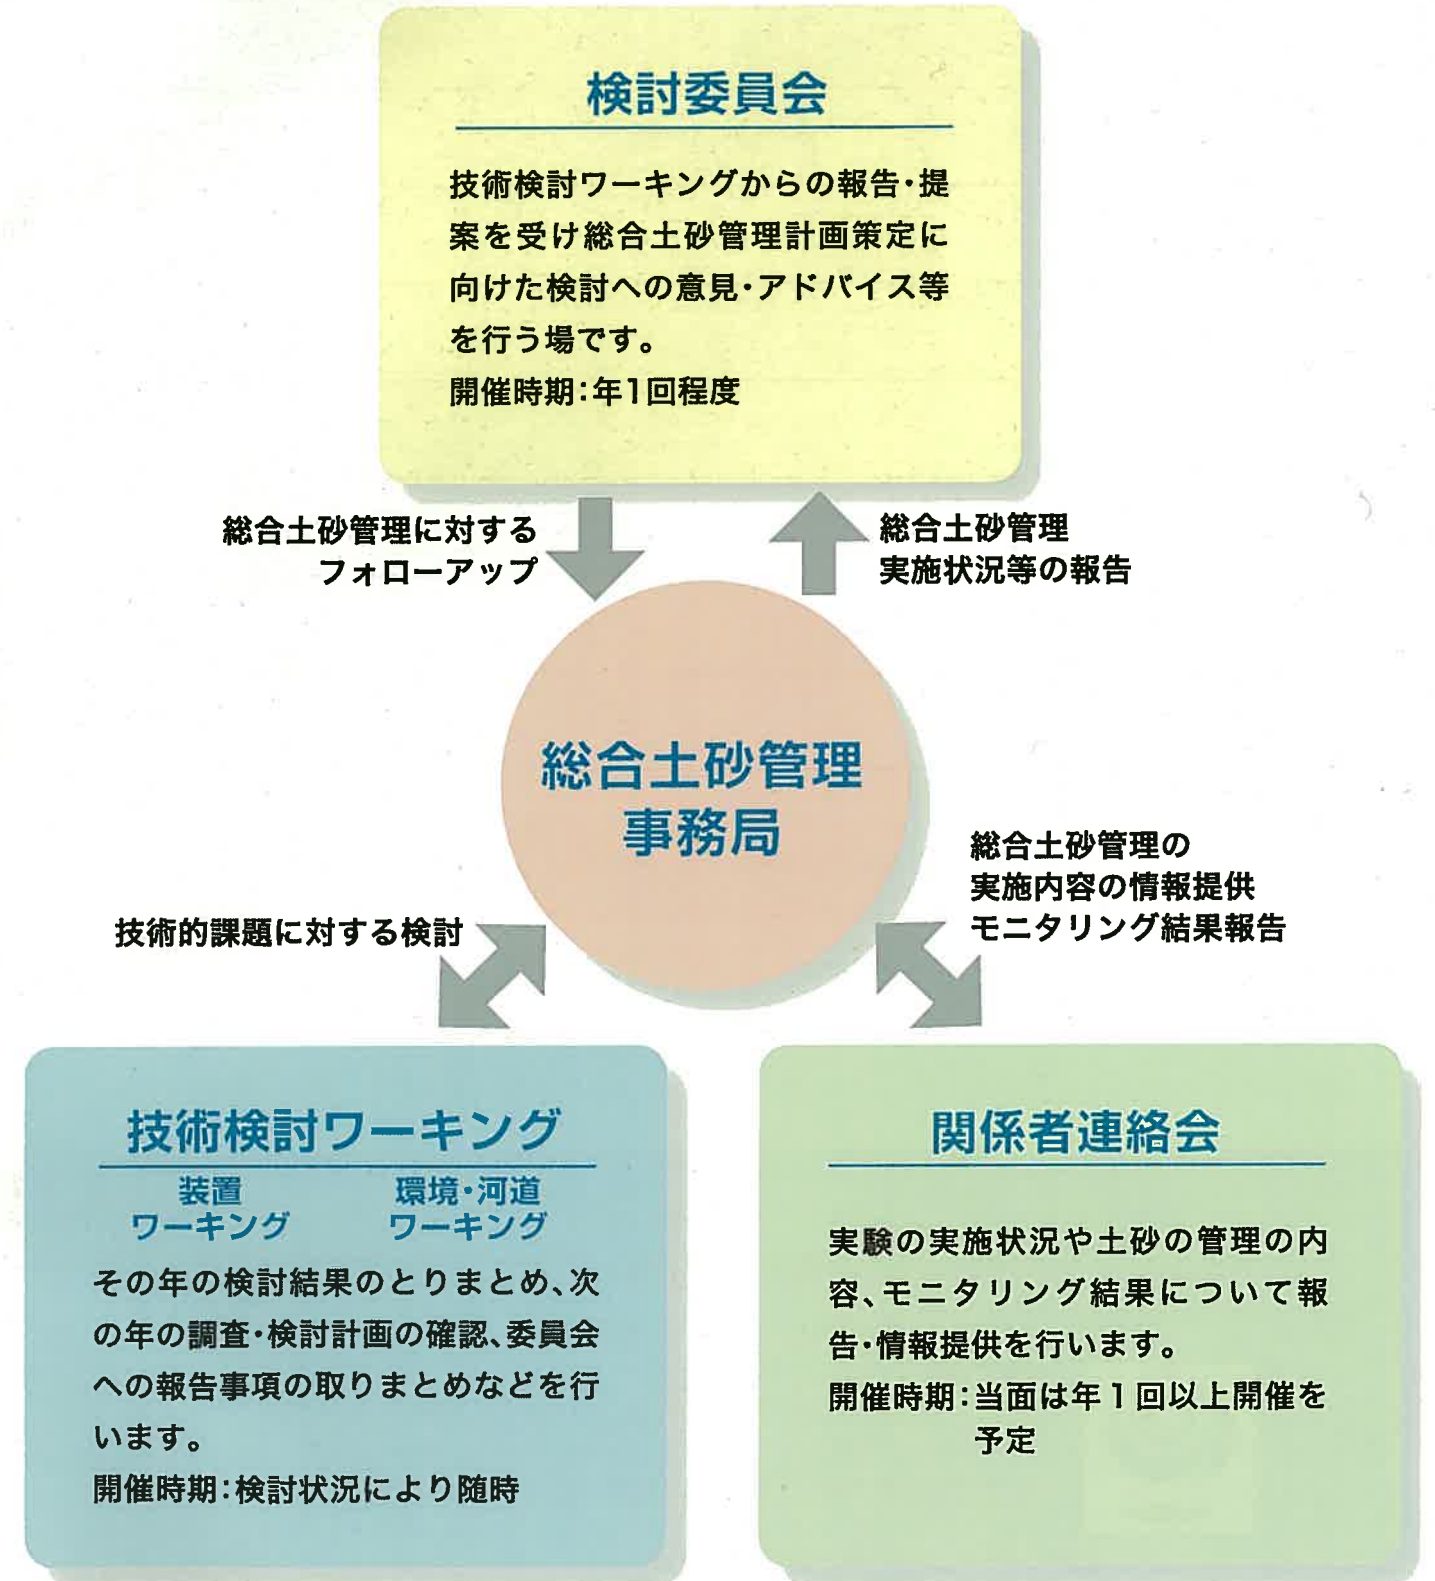 検討委員会
技術検討ワーキングからの報告・提
案を受け総合土砂管理計画策定に
向けた検討への意見・アドバイス等
を行う場です。
開催時期：年1回程度
総合土砂管理に対する
フォローアップ
総合土砂管理
実施状況等の報告
総合土砂管理
事務局
技術的課題に対する検討
総合土砂管理の
実施内容の情報提供
モニタリング結果報告
技術検討ワーキング
装置
ワーキング
環境・河道
ワーキング
その年の検討結果のとりまとめ、次
の年の調査・検討計画の確認、委員会
への報告事項の取りまとめなどを行
います。
開催時期：検討状況により随時
関係者連絡会
実験の実施状況や土砂の管理の内
容、モニタリング結果について報
告・情報提供を行います。
開催時期：当面は年１回以上開催を
予定